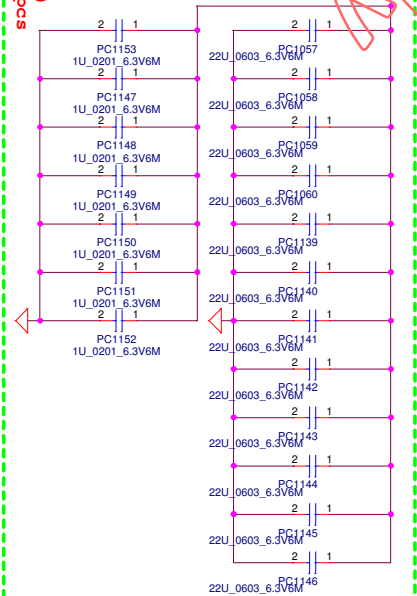 pcs
2 1
PC1153
1U_0201_6.3V6M
2 1
PC1147
1U_0201_6.3V6M
2 1
PC1148
1U_0201_6.3V6M
2 1
PC1149
1U_0201_6.3V6M
2 1
PC1150
1U_0201_6.3V6M
2 1
PC1151
1U_0201_6.3V6M
2 1
PC1152
1U_0201_6.3V6M
2 1
PC1057
22U_0603_6.3V6M
2 1
PC1058
22U_0603_6.3V6M
2 1
PC1059
22U_0603_6.3V6M
2 1
PC1060
22U_0603_6.3V6M
2 1
PC1139
22U_0603_6.3V6M
2 1
PC1140
22U_0603_6.3V6M
2 1
PC1141
22U_0603_6.3V6M
2 1
PC1142
22U_0603_6.3V6M
2 1
PC1143
22U_0603_6.3V6M
2 1
PC1144
22U_0603_6.3V6M
2 1
PC1145
22U_0603_6.3V6M
2 1
PC1146
22U_0603_6.3V6M